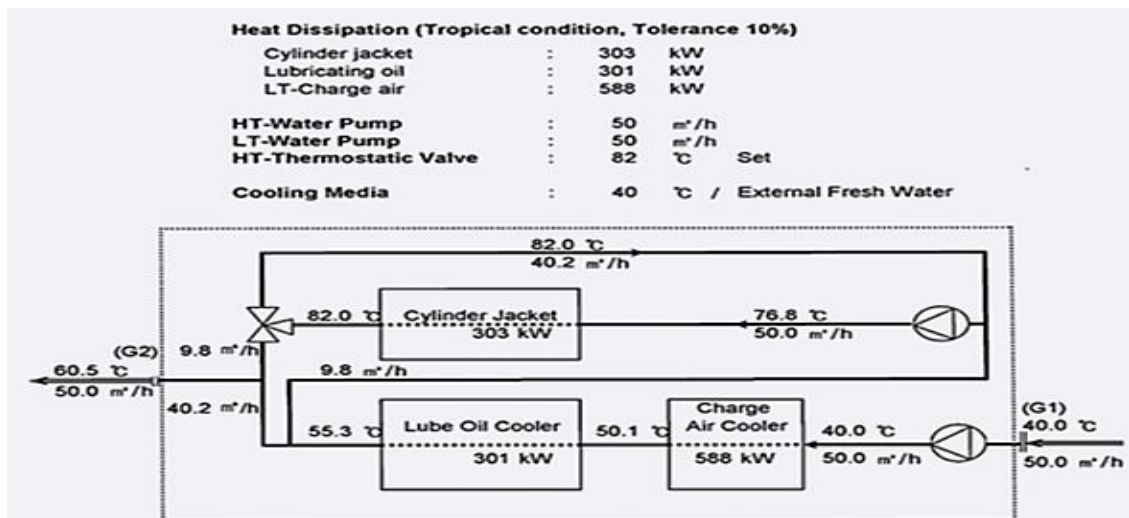 Heat Dissipation (Tropical condition, Tolerance 10%)
Cylinder jacket : 303 kW
Lubricating oil : 301 kW
LT-Charge air : 588 kW
HT-Water Pump : 50 m³/h
LT-Water Pump : 50 m³/h
HT-Thermostatic Valve : 82 ℃ Set
Cooling Media : 40 ℃ / External Fresh Water
82.0 ℃
40.2 m³/h
82.0 ℃
Cylinder Jacket
303 kW
76.8 ℃
50.0 m³/h
(G2)
9.8 m³/h
60.5 ℃
50.0 m³/h
9.8 m³/h
40.2 m³/h
55.3 ℃
Lube Oil Cooler
301 kW
50.1 ℃
Charge
Air Cooler
588 kW
40.0 ℃
50.0 m³/h
(G1)
40.0 ℃
50.0 m³/h